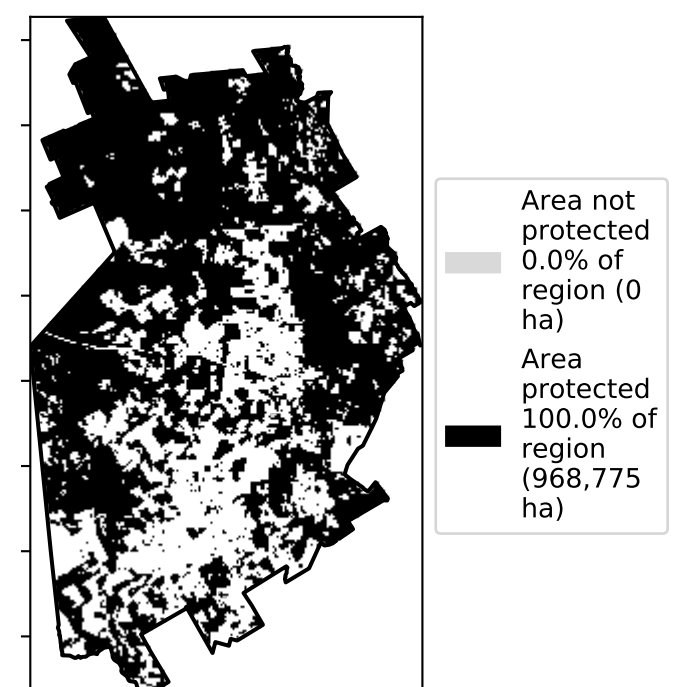 Area not
protected
0.0% of
region (0
ha)
Area
protected
100.0% of
region
(968,775
ha)